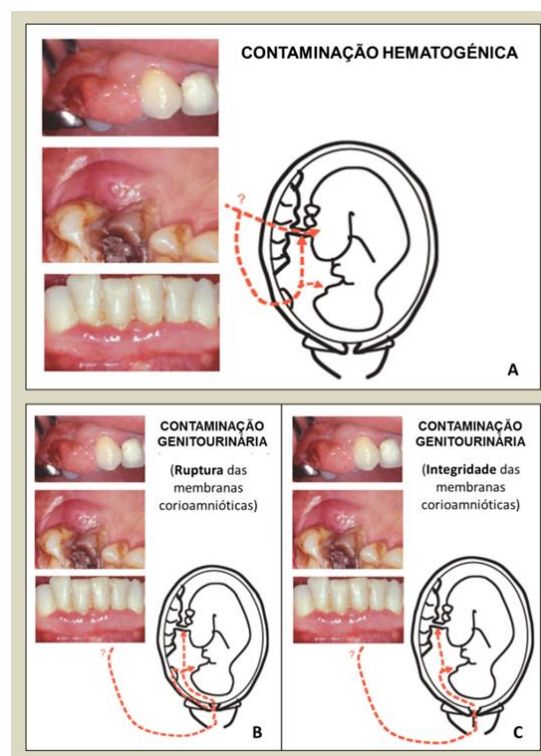 CONTAMINAÇÃO HEMATOGÉNICA
?
A
CONTAMINAÇÃO
GENITOURINÁRIA
(Ruptura das
membranas
corioamnióticas)
?
B
CONTAMINAÇÃO
GENITOURINÁRIA
(Integridade das
membranas
corioamnióticas)
?
C